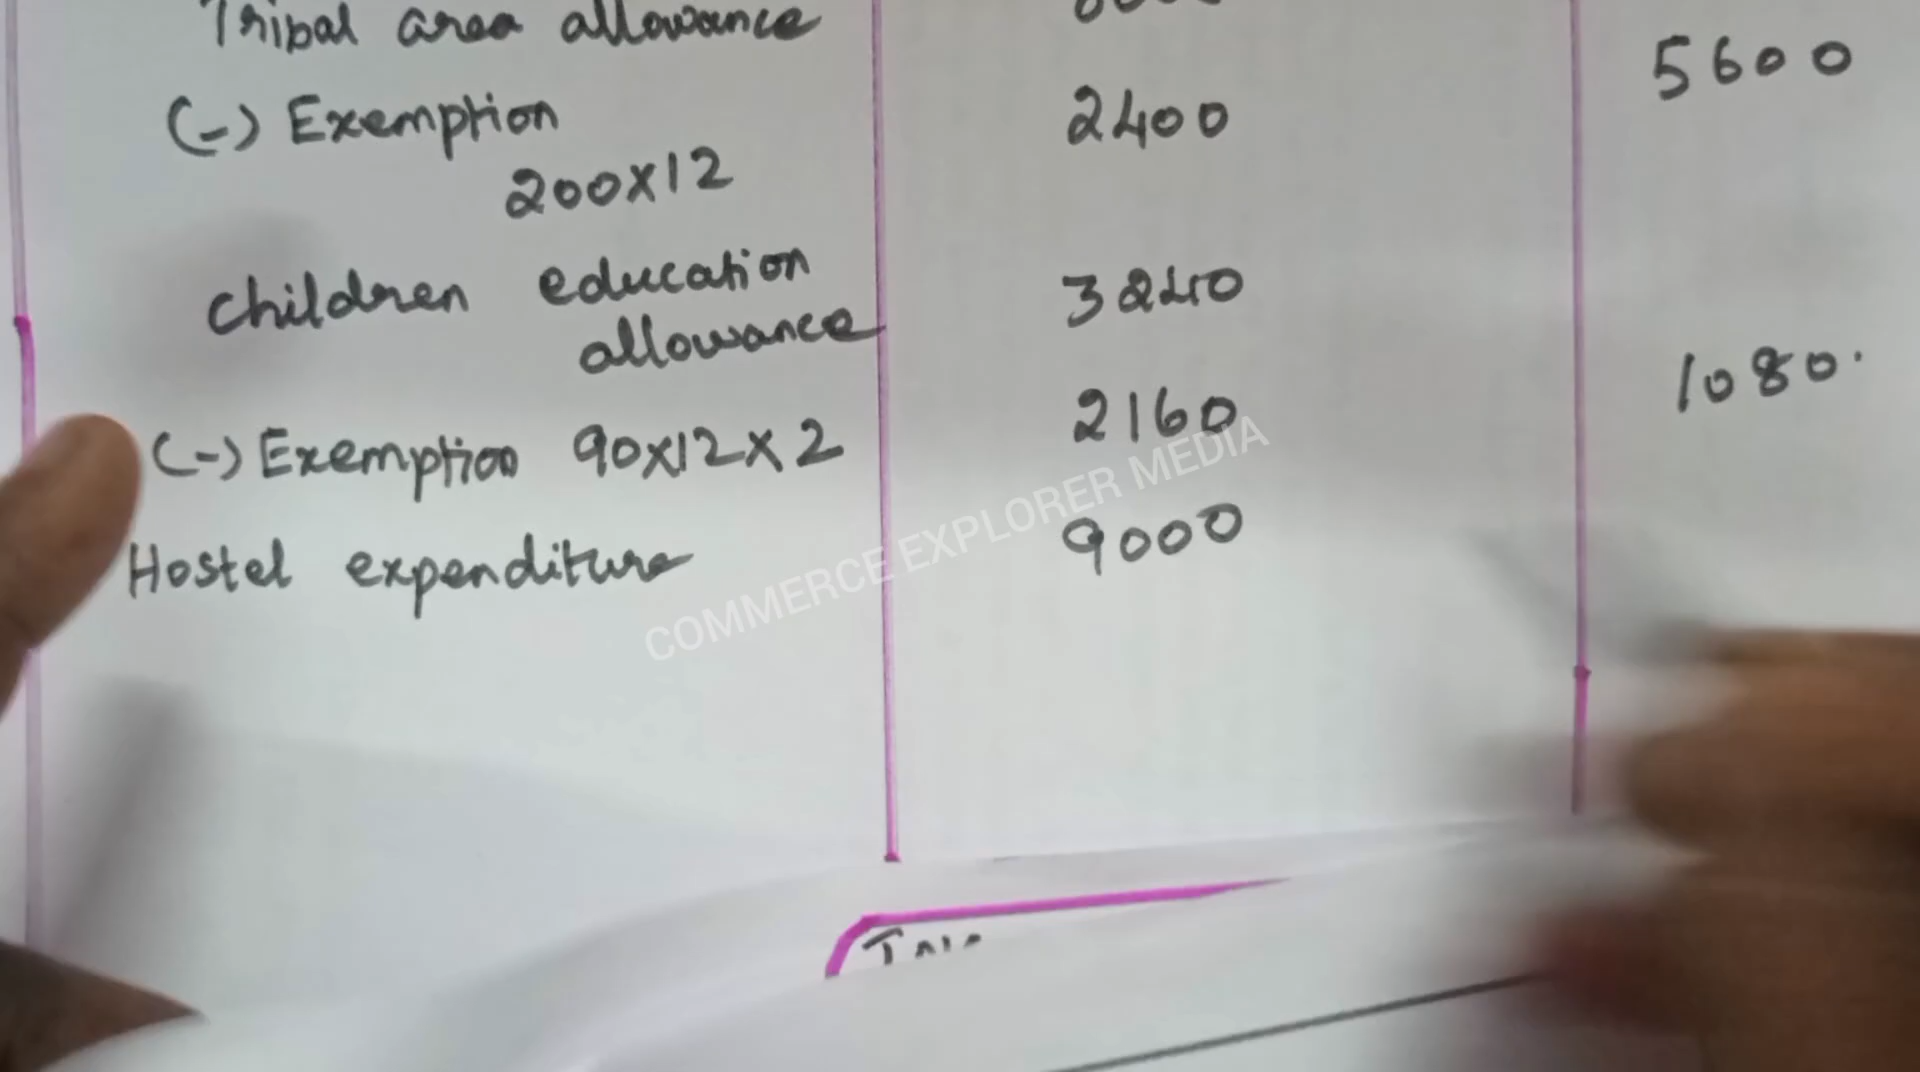 Tribal area allowance
5600
(-) Exemption 2400
200x12
Children education 3240
allowance
1080.
(-) Exemption 90x12x2 2160
Hostel expenditure 9000
COMMERCE EXPLORER MEDIA